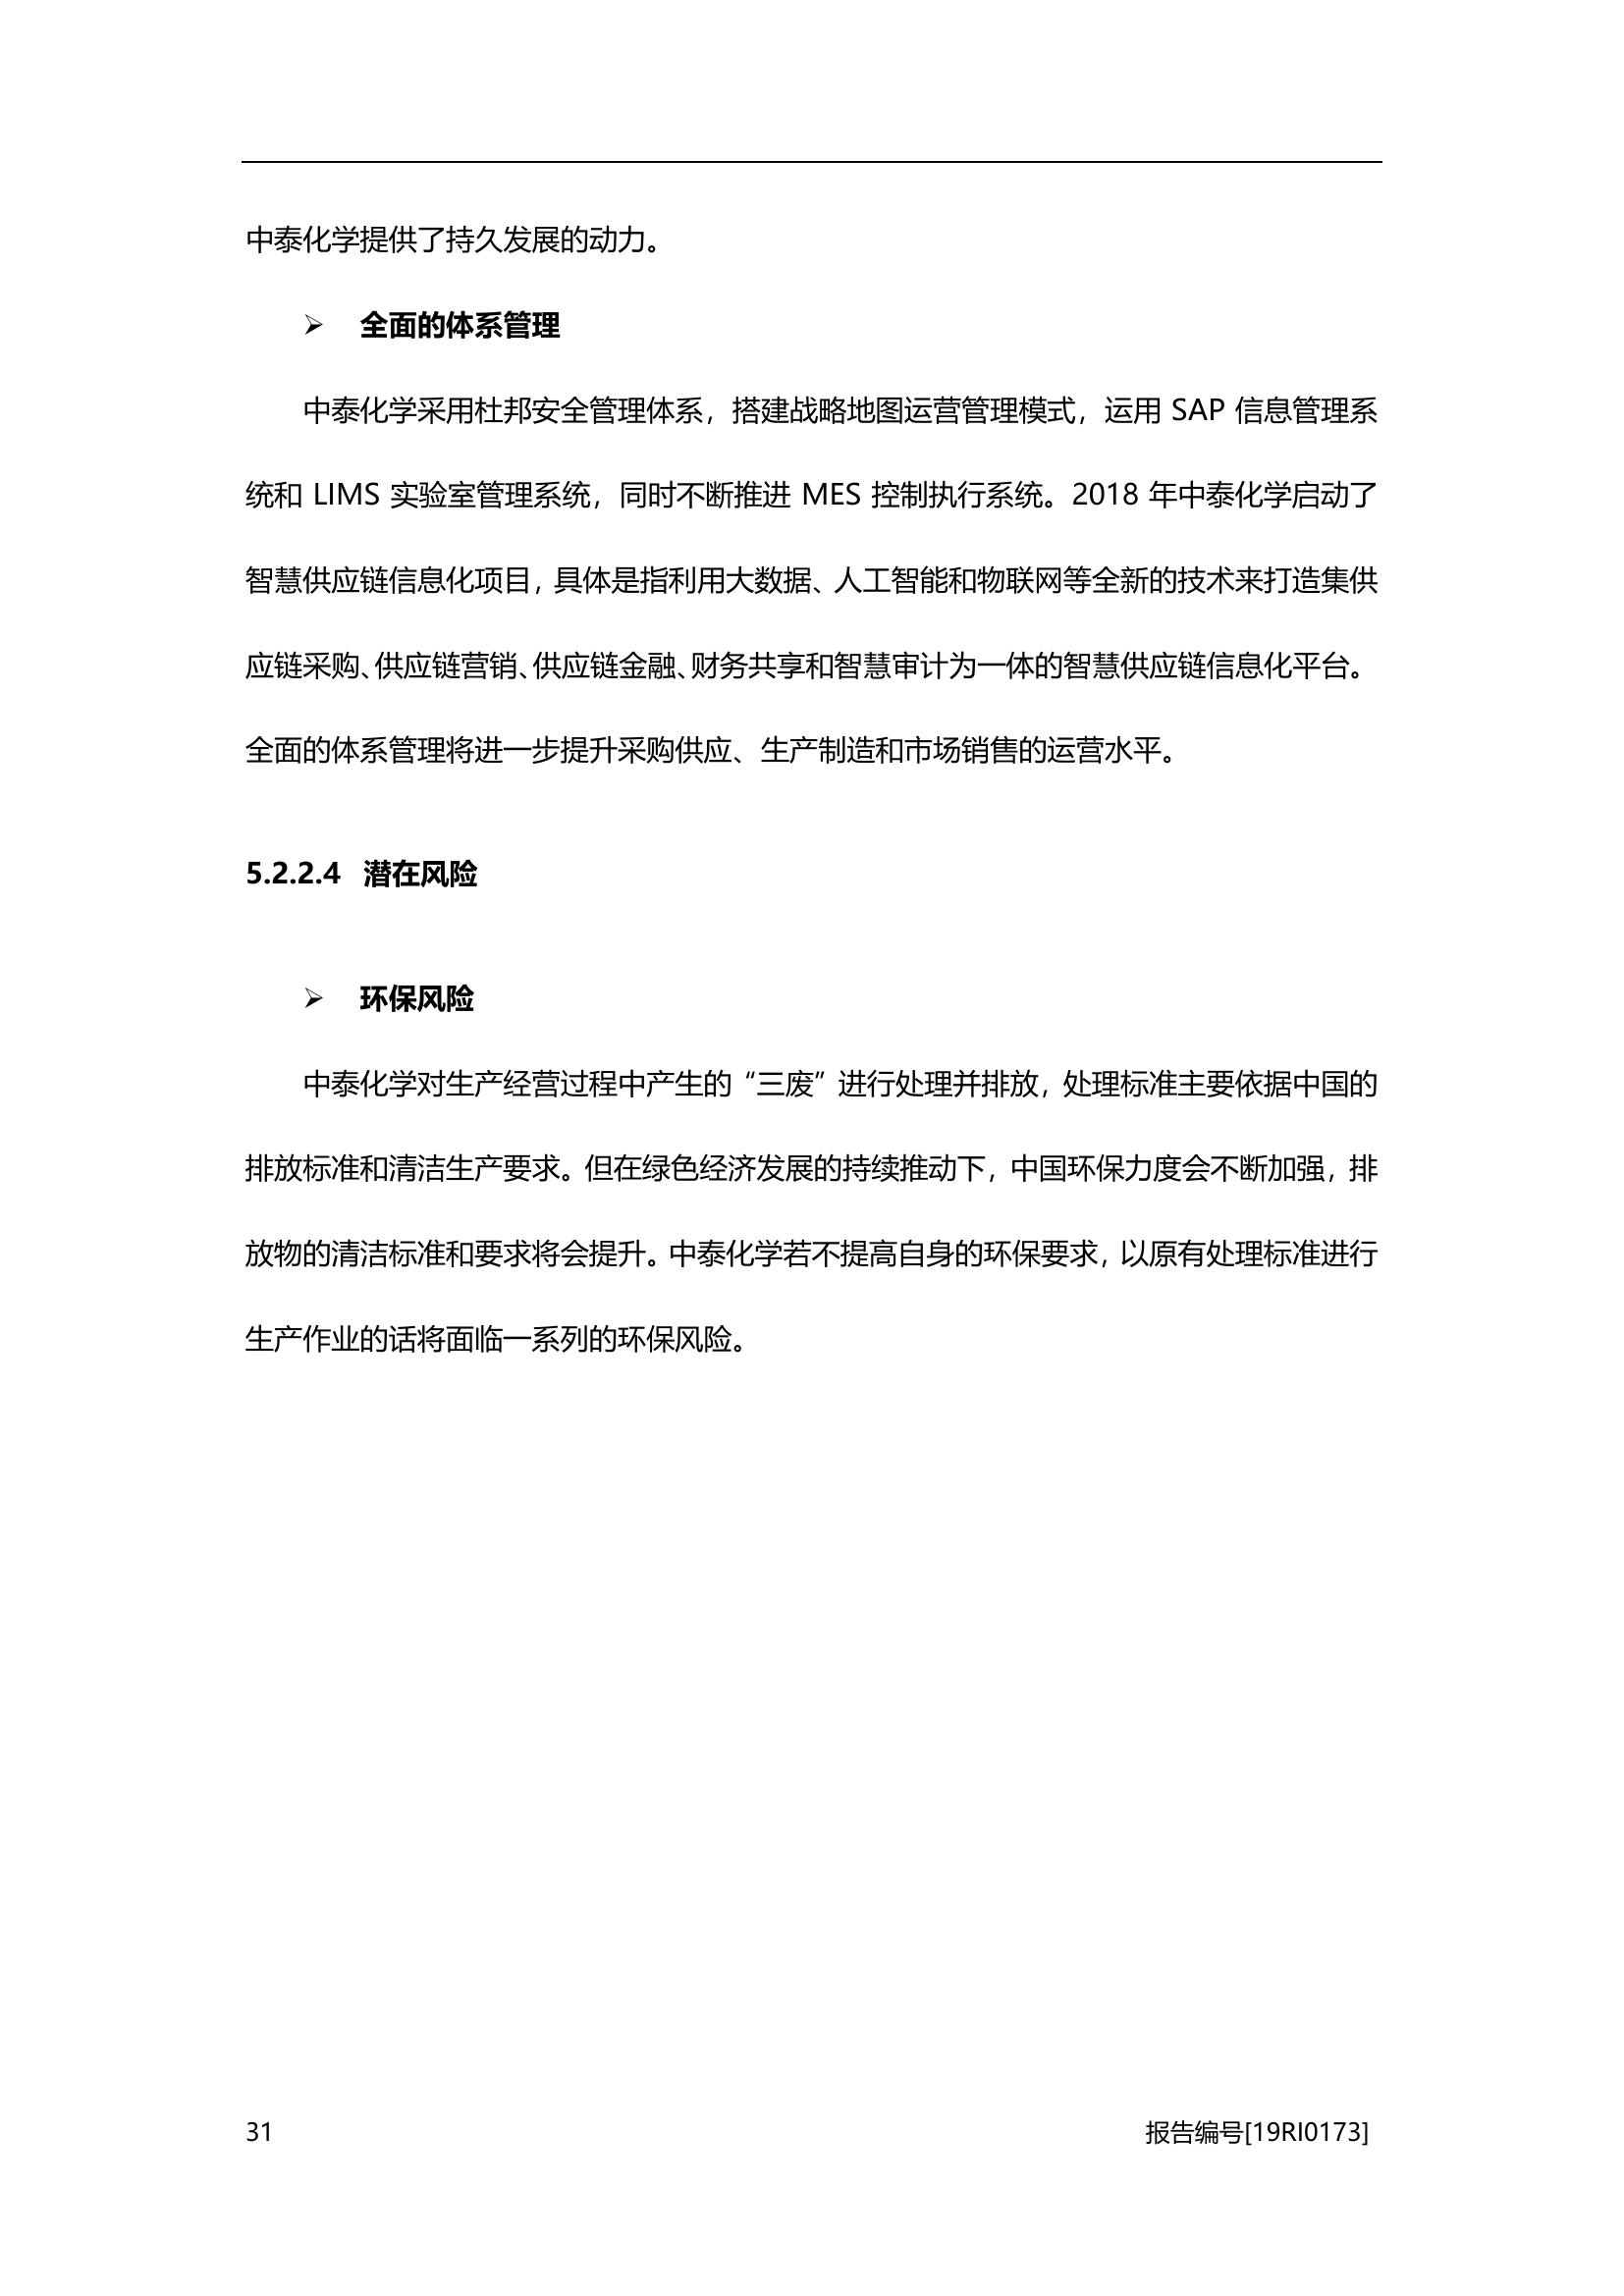 中泰化学提供了持久发展的动力。
➢ 全面的体系管理
中泰化学采用杜邦安全管理体系，搭建战略地图运营管理模式，运用 SAP 信息管理系
统和 LIMS 实验室管理系统，同时不断推进 MES 控制执行系统。2018 年中泰化学启动了
智慧供应链信息化项目，具体是指利用大数据、人工智能和物联网等全新的技术来打造集供
应链采购、供应链营销、供应链金融、财务共享和智慧审计为一体的智慧供应链信息化平台。
全面的体系管理将进一步提升采购供应、生产制造和市场销售的运营水平。
5.2.2.4 潜在风险
➢ 环保风险
中泰化学对生产经营过程中产生的“三废”进行处理并排放，处理标准主要依据中国的
排放标准和清洁生产要求。但在绿色经济发展的持续推动下，中国环保力度会不断加强，排
放物的清洁标准和要求将会提升。中泰化学若不提高自身的环保要求，以原有处理标准进行
生产作业的话将面临一系列的环保风险。
31 报告编号[19RI0173]